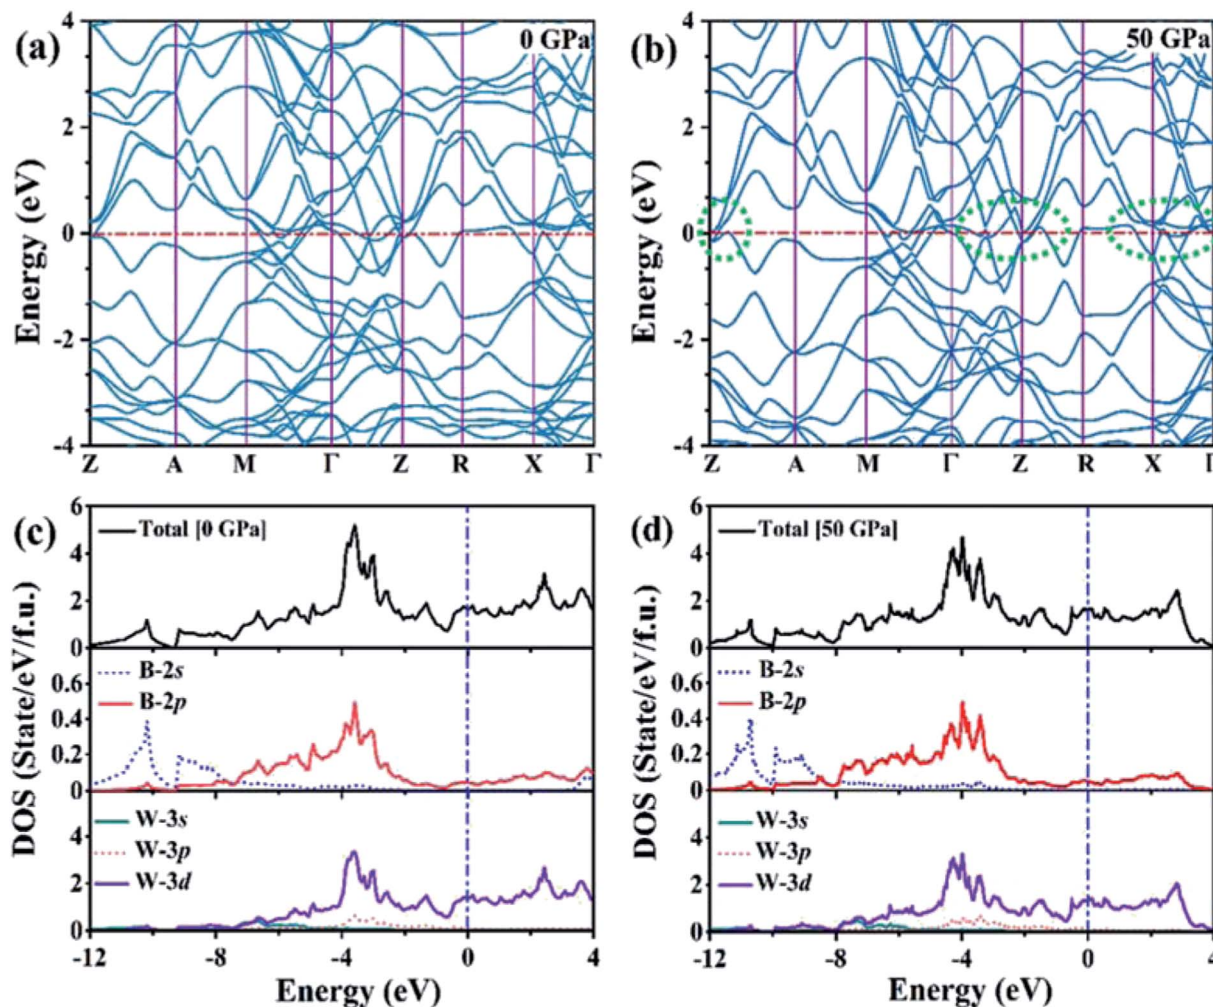 (a) 0 GPa
Energy (eV)
4
2
0
-2
-4
Z A M Γ Z R X Γ
(b) 50 GPa
Energy (eV)
4
2
0
-2
-4
Z A M Γ Z R X Γ
(c) Total [0 GPa]
B-2s
B-2p
W-3s
W-3p
W-3d
DOS (State/eV/f.u.)
6
4
2
0
0.6
0.4
0.2
0
4
2
0
-12 -8 -4 0 4
Energy (eV)
(d) Total [50 GPa]
B-2s
B-2p
W-3s
W-3p
W-3d
DOS (State/eV/f.u.)
6
4
2
0
0.6
0.4
0.2
0
4
2
0
-12 -8 -4 0 4
Energy (eV)